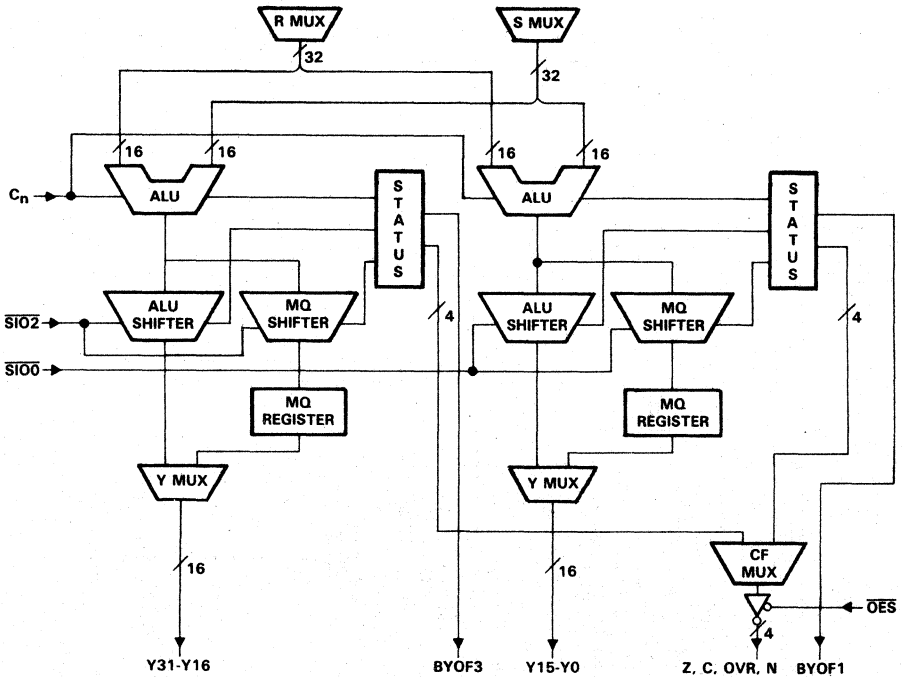 R MUX
S MUX
32
32
16
16
16
16
Cn
ALU
STATUS
ALU
STATUS
ALU
SHIFTER
MQ
SHIFTER
ALU
SHIFTER
MQ
SHIFTER
SIO2
4
4
SIO0
MQ
REGISTER
MQ
REGISTER
Y MUX
Y MUX
CF
MUX
16
16
OES
4
Y31-Y16
BYOF3
Y15-Y0
Z, C, OVR, N
BYOF1